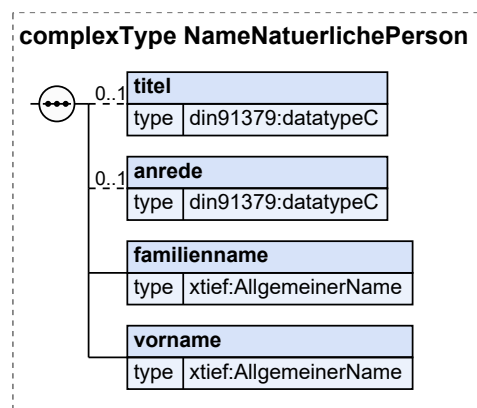 complexType NameNatuerlichePerson
0..1
titel
type din91379:datatypeC
0..1
anrede
type din91379:datatypeC
familienname
type xtief:AllgemeinerName
vorname
type xtief:AllgemeinerName